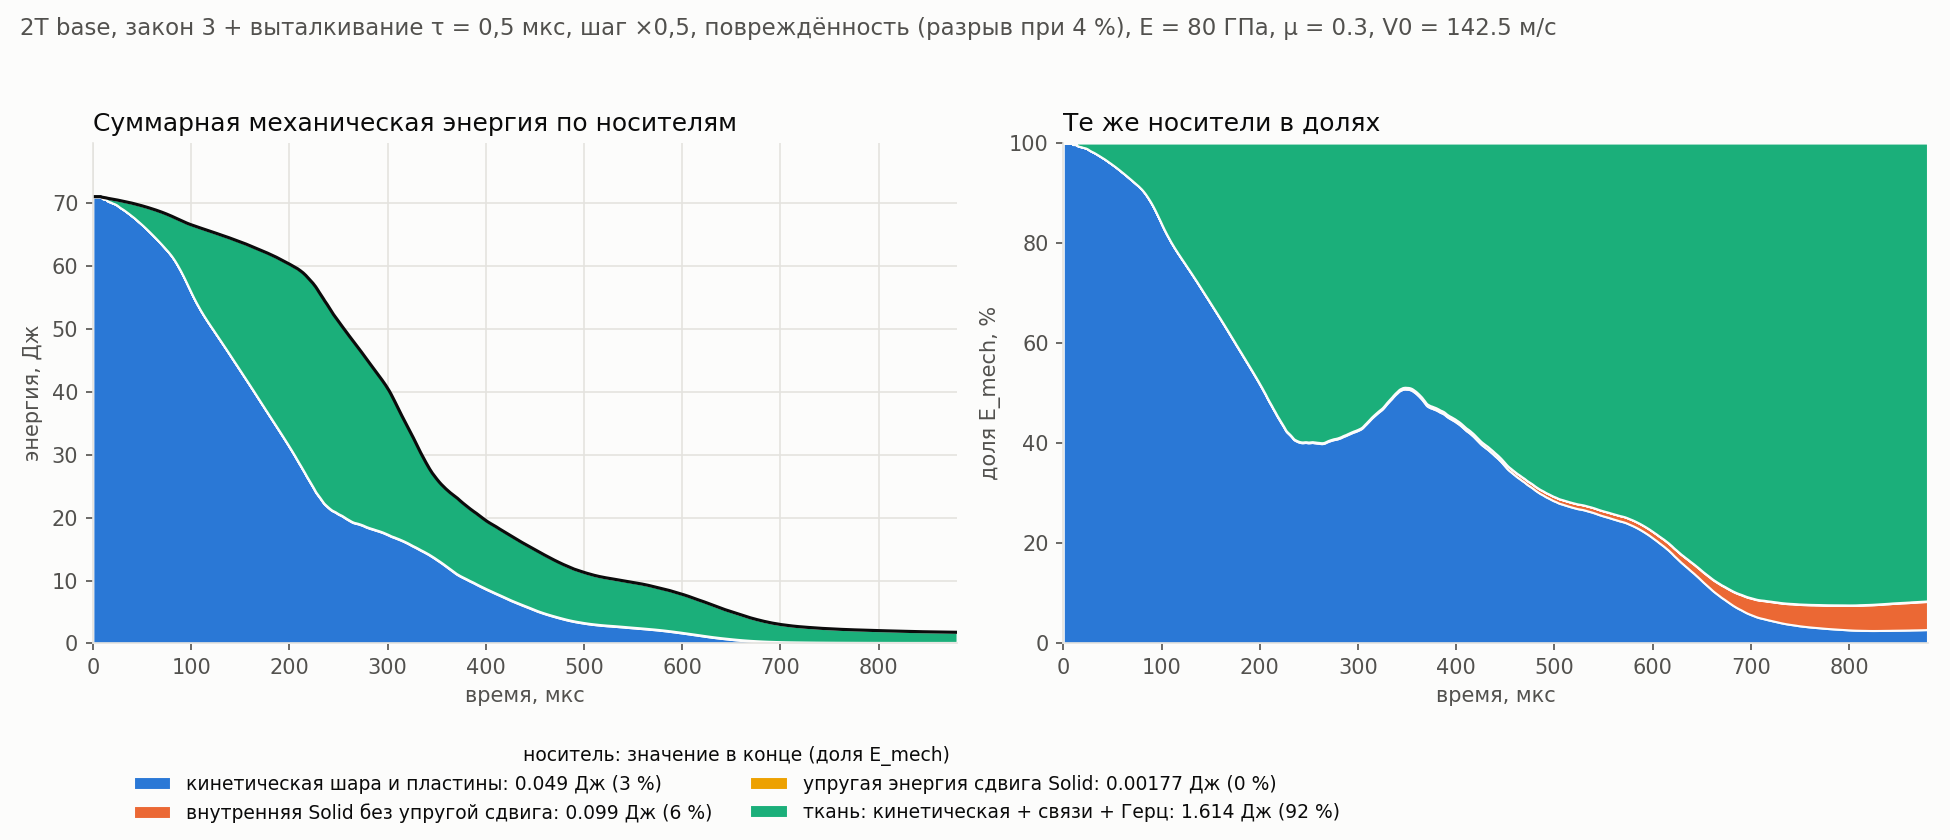 2T base, закон 3 + выталкивание τ = 0,5 мкс, шаг ×0,5, повреждённость (разрыв при 4 %), E = 80 ГПа, μ = 0.3, V0 = 142.5 м/с
Суммарная механическая энергия по носителям
энергия, Дж
70
60
50
40
30
20
10
0
0 100 200 300 400 500 600 700 800
время, мкс
Те же носители в долях
доля E_mech, %
100
80
60
40
20
0
0 100 200 300 400 500 600 700 800
время, мкс
носитель: значение в конце (доля E_mech)
кинетическая шара и пластины: 0.049 Дж (3 %)
внутренняя Solid без упругой сдвига: 0.099 Дж (6 %)
упругая энергия сдвига Solid: 0.00177 Дж (0 %)
ткань: кинетическая + связи + Герц: 1.614 Дж (92 %)